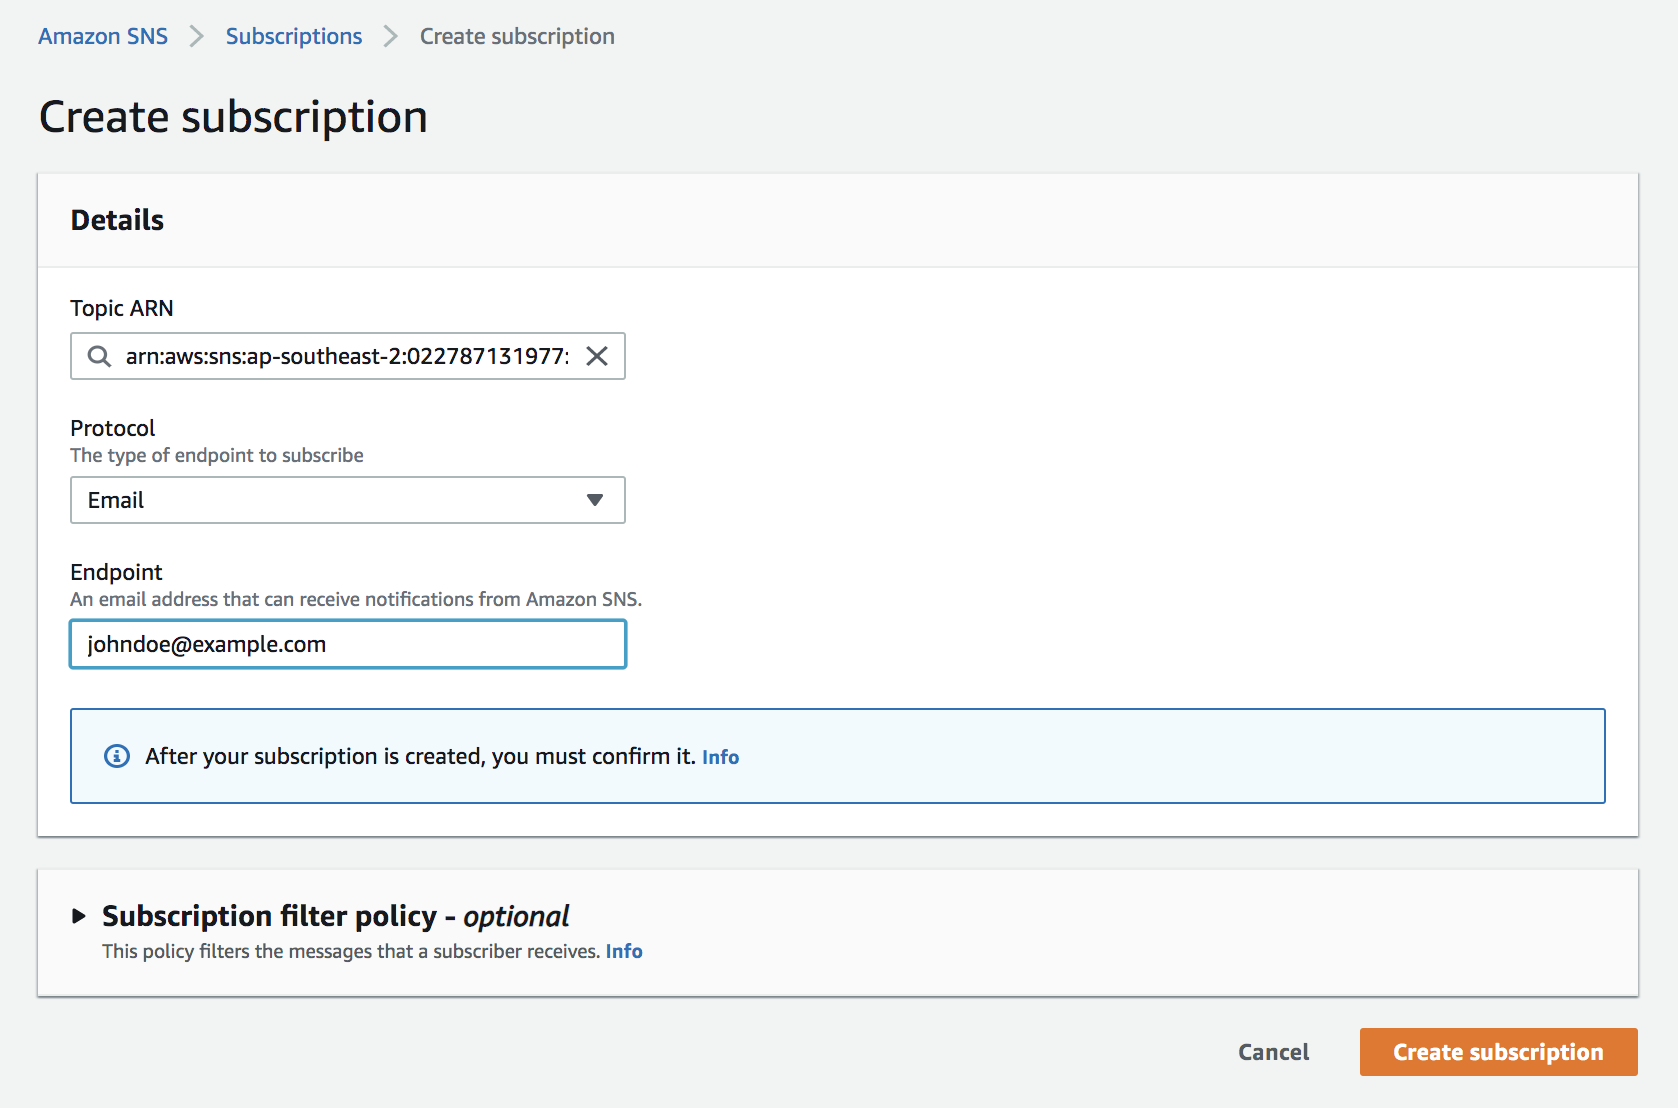 Amazon SNS > Subscriptions > Create subscription
Create subscription
Details
Topic ARN
arn:aws:sns:ap-southeast-2:022787131977:
Protocol
The type of endpoint to subscribe
Email
Endpoint
An email address that can receive notifications from Amazon SNS.
johndoe@example.com
After your subscription is created, you must confirm it. Info
Subscription filter policy - optional
This policy filters the messages that a subscriber receives. Info
Cancel
Create subscription